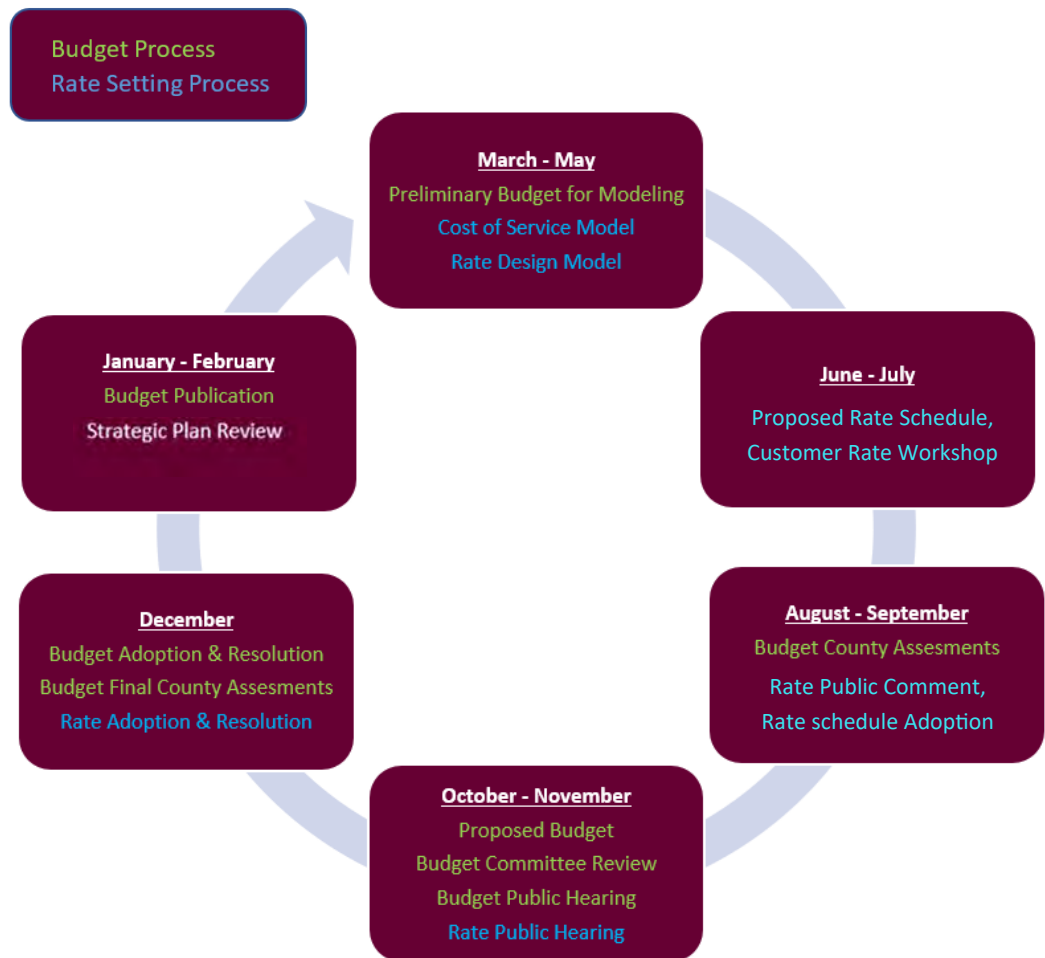 Budget Process
Rate Setting Process
March - May
Preliminary Budget for Modeling
Cost of Service Model
Rate Design Model
June - July
Proposed Rate Schedule,
Customer Rate Workshop
August - September
Budget County Assesments
Rate Public Comment,
Rate schedule Adoption
October - November
Proposed Budget
Budget Committee Review
Budget Public Hearing
Rate Public Hearing
December
Budget Adoption & Resolution
Budget Final County Assesments
Rate Adoption & Resolution
January - February
Budget Publication
Strategic Plan Review